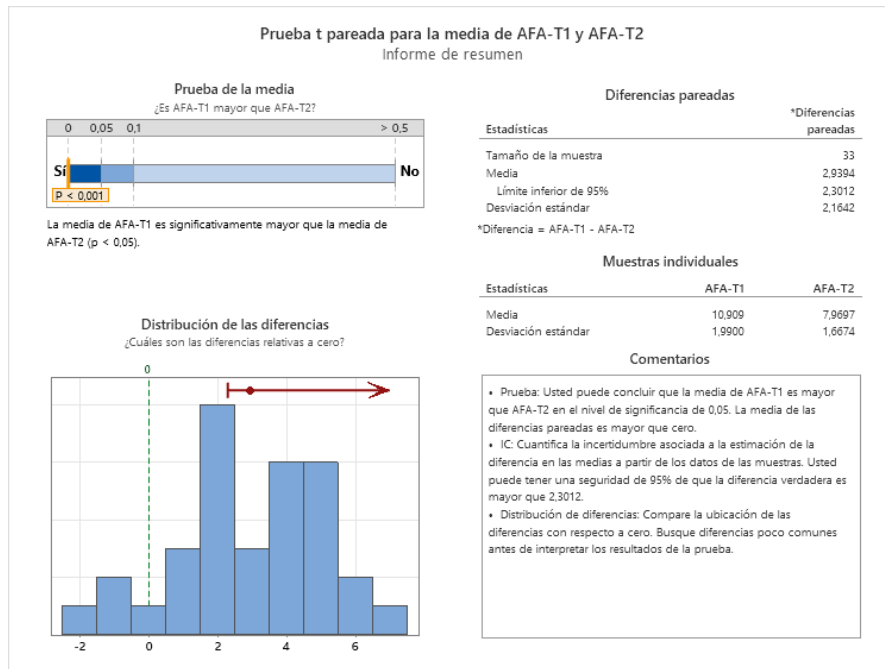 Prueba t pareada para la media de AFA-T1 y AFA-T2
Informe de resumen
Prueba de la media
¿Es AFA-T1 mayor que AFA-T2?
0 0,05 0,1 > 0,5
Sí No
P < 0,001
La media de AFA-T1 es significativamente mayor que la media de
AFA-T2 (p < 0,05).
Distribución de las diferencias
¿Cuáles son las diferencias relativas a cero?
0
-2 0 2 4 6
Diferencias pareadas
*Diferencias
Estadísticas pareadas
Tamaño de la muestra 33
Media 2,9394
Límite inferior de 95% 2,3012
Desviación estándar 2,1642
*Diferencia = AFA-T1 - AFA-T2
Muestras individuales
Estadísticas AFA-T1 AFA-T2
Media 10,909 7,9697
Desviación estándar 1,9900 1,6674
Comentarios
• Prueba: Usted puede concluir que la media de AFA-T1 es mayor
que AFA-T2 en el nivel de significancia de 0,05. La media de las
diferencias pareadas es mayor que cero.
• IC: Cuantifica la incertidumbre asociada a la estimación de la
diferencia en las medias a partir de los datos de las muestras. Usted
puede tener una seguridad de 95% de que la diferencia verdadera es
mayor que 2,3012.
• Distribución de diferencias: Compare la ubicación de las
diferencias con respecto a cero. Busque diferencias poco comunes
antes de interpretar los resultados de la prueba.